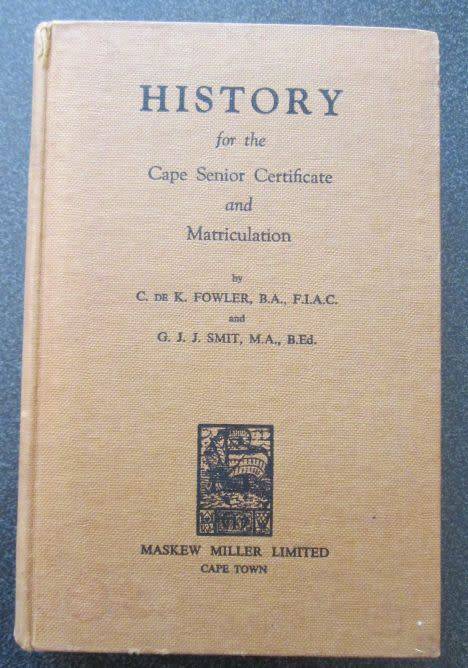 HISTORY
for the
Cape Senior Certificate
and
Matriculation
by
C. DE K. FOWLER, B.A., F.I.A.C.
and
G. J. J. SMIT, M.A., B.Ed.
MASKEW MILLER LIMITED
CAPE TOWN